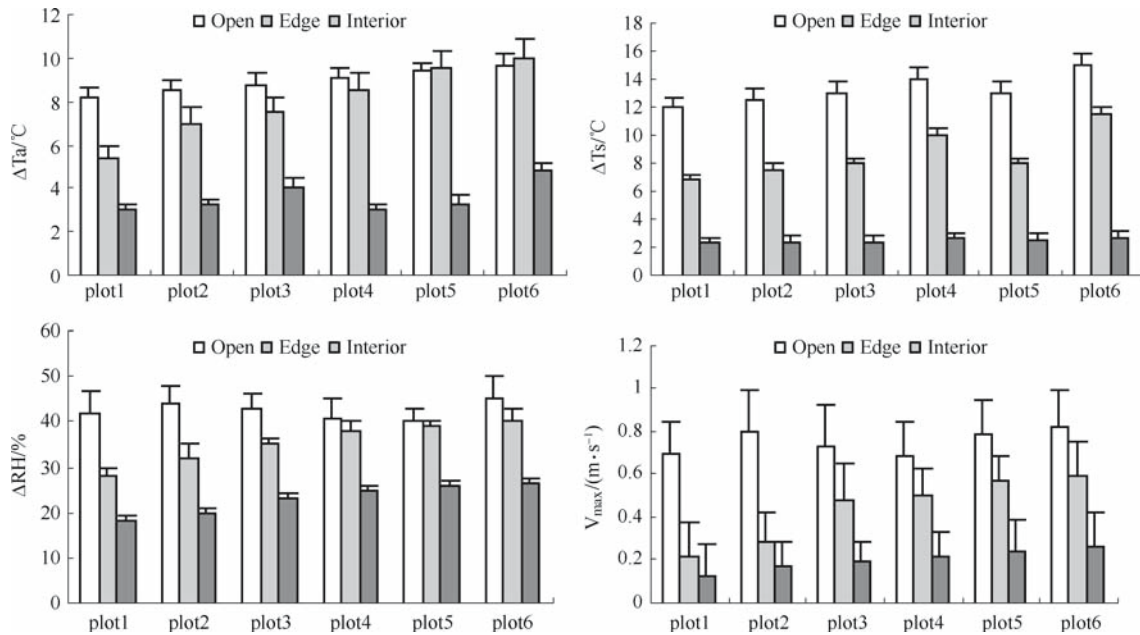 12
10
8
6
4
2
0
ΔTa/℃
Open Edge Interior
plot1 plot2 plot3 plot4 plot5 plot6
18
16
14
12
10
8
6
4
2
0
ΔTs/℃
Open Edge Interior
plot1 plot2 plot3 plot4 plot5 plot6
60
50
40
30
20
10
0
ΔRH/%
Open Edge Interior
plot1 plot2 plot3 plot4 plot5 plot6
1.2
1
0.8
0.6
0.4
0.2
0
Vmax/(m·s⁻¹)
Open Edge Interior
plot1 plot2 plot3 plot4 plot5 plot6